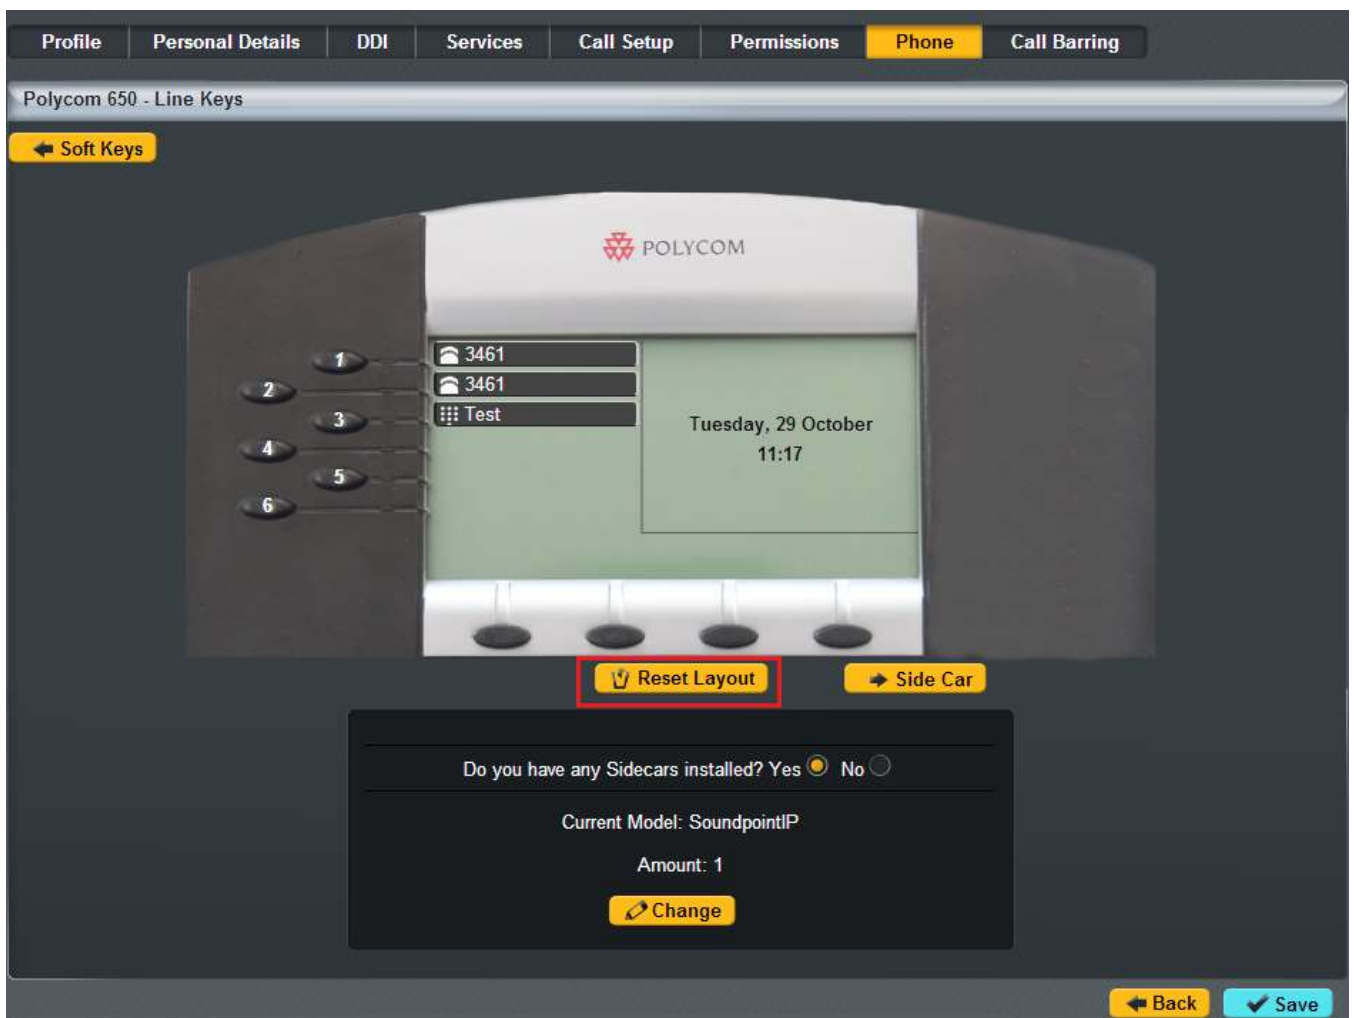 Profile Personal Details DDI Services Call Setup Permissions Phone Call Barring
Polycom 650 - Line Keys
Soft Keys
POLYCOM
1
3461
2
3461
3
Test
4
5
6
Tuesday, 29 October
11:17
Reset Layout
Side Car
Do you have any Sidecars installed? Yes No
Current Model: SoundpointIP
Amount: 1
Change
Back
Save